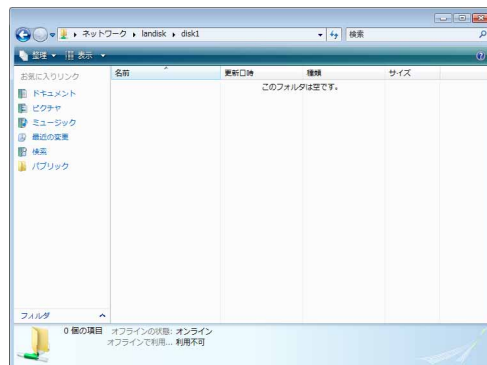 ネットワーク ▸ landisk ▸ disk1
検索
整理 表示
お気に入りリンク
ドキュメント
ピクチャ
ミュージック
最近の変更
検索
パブリック
フォルダ
名前 更新日時 種類 サイズ
このフォルダは空です。
0 個の項目 オフラインの状態: オンライン
オフラインで利用... 利用不可